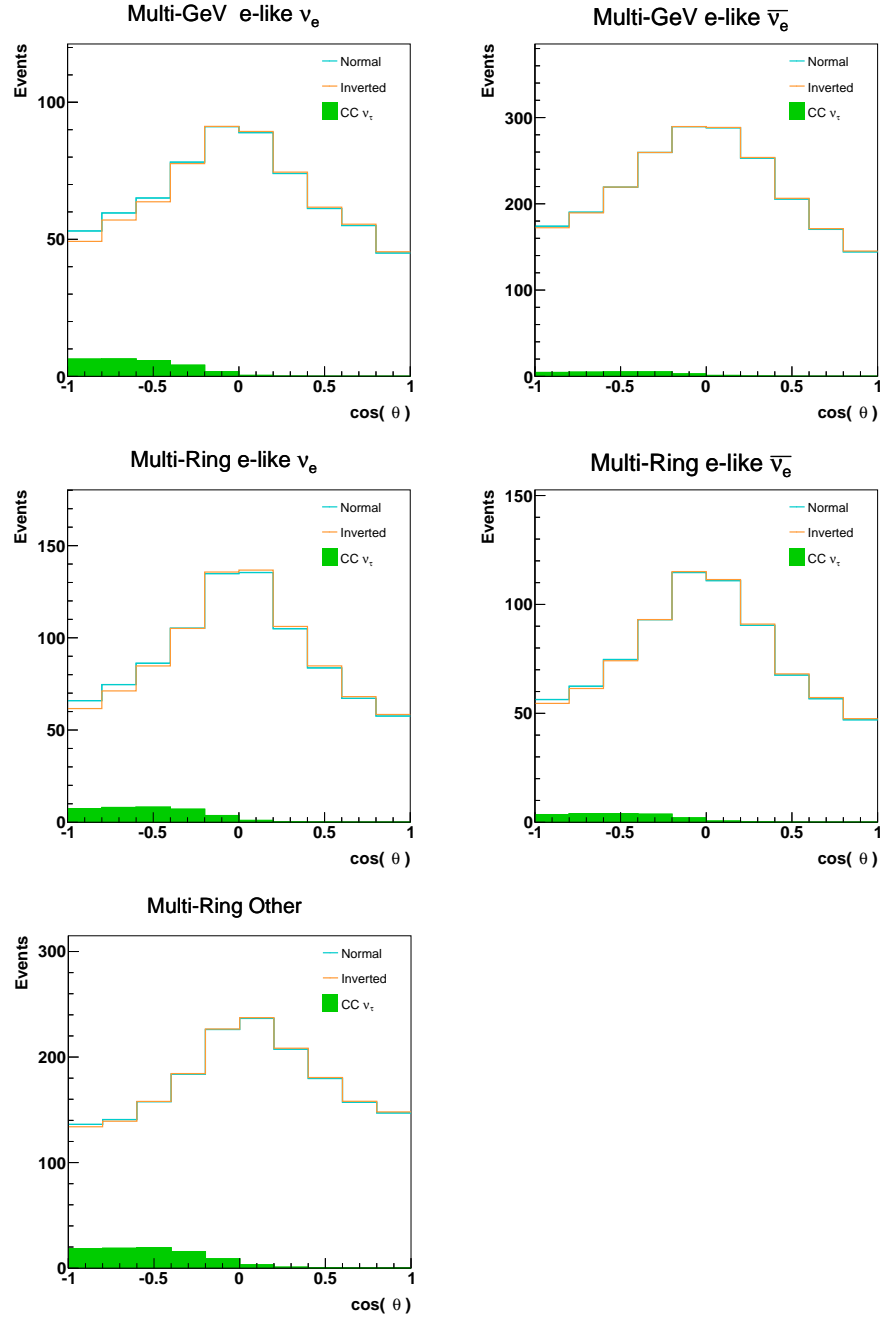 Multi-GeV e-like νe
Events
Normal
Inverted
CC ντ
100
50
0
-1 -0.5 0 0.5 1
cos( θ )
Multi-GeV e-like ν̅e
Events
Normal
Inverted
CC ντ
300
200
100
0
-1 -0.5 0 0.5 1
cos( θ )
Multi-Ring e-like νe
Events
Normal
Inverted
CC ντ
150
100
50
0
-1 -0.5 0 0.5 1
cos( θ )
Multi-Ring e-like ν̅e
Events
Normal
Inverted
CC ντ
150
100
50
0
-1 -0.5 0 0.5 1
cos( θ )
Multi-Ring Other
Events
Normal
Inverted
CC ντ
300
200
100
0
-1 -0.5 0 0.5 1
cos( θ )